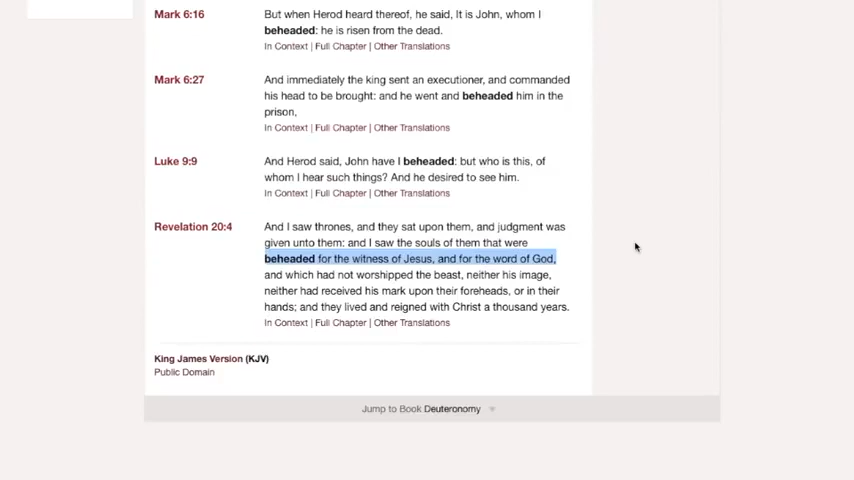 Mark 6:16
But when Herod heard thereof, he said, It is John, whom I
beheaded: he is risen from the dead.
In Context | Full Chapter | Other Translations
Mark 6:27
And immediately the king sent an executioner, and commanded
his head to be brought: and he went and beheaded him in the
prison,
In Context | Full Chapter | Other Translations
Luke 9:9
And Herod said, John have I beheaded: but who is this, of
whom I hear such things? And he desired to see him.
In Context | Full Chapter | Other Translations
Revelation 20:4
And I saw thrones, and they sat upon them, and judgment was
given unto them: and I saw the souls of them that were
beheaded for the witness of Jesus, and for the word of God,
and which had not worshipped the beast, neither his image,
neither had received his mark upon their foreheads, or in their
hands; and they lived and reigned with Christ a thousand years.
In Context | Full Chapter | Other Translations
King James Version (KJV)
Public Domain
Jump to Book Deuteronomy